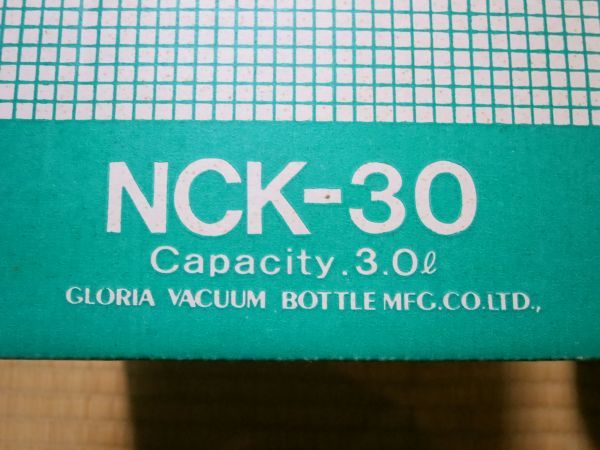 NCK-30
Capacity.3.0ℓ
GLORIA VACUUM BOTTLE MFG.CO.LTD.,